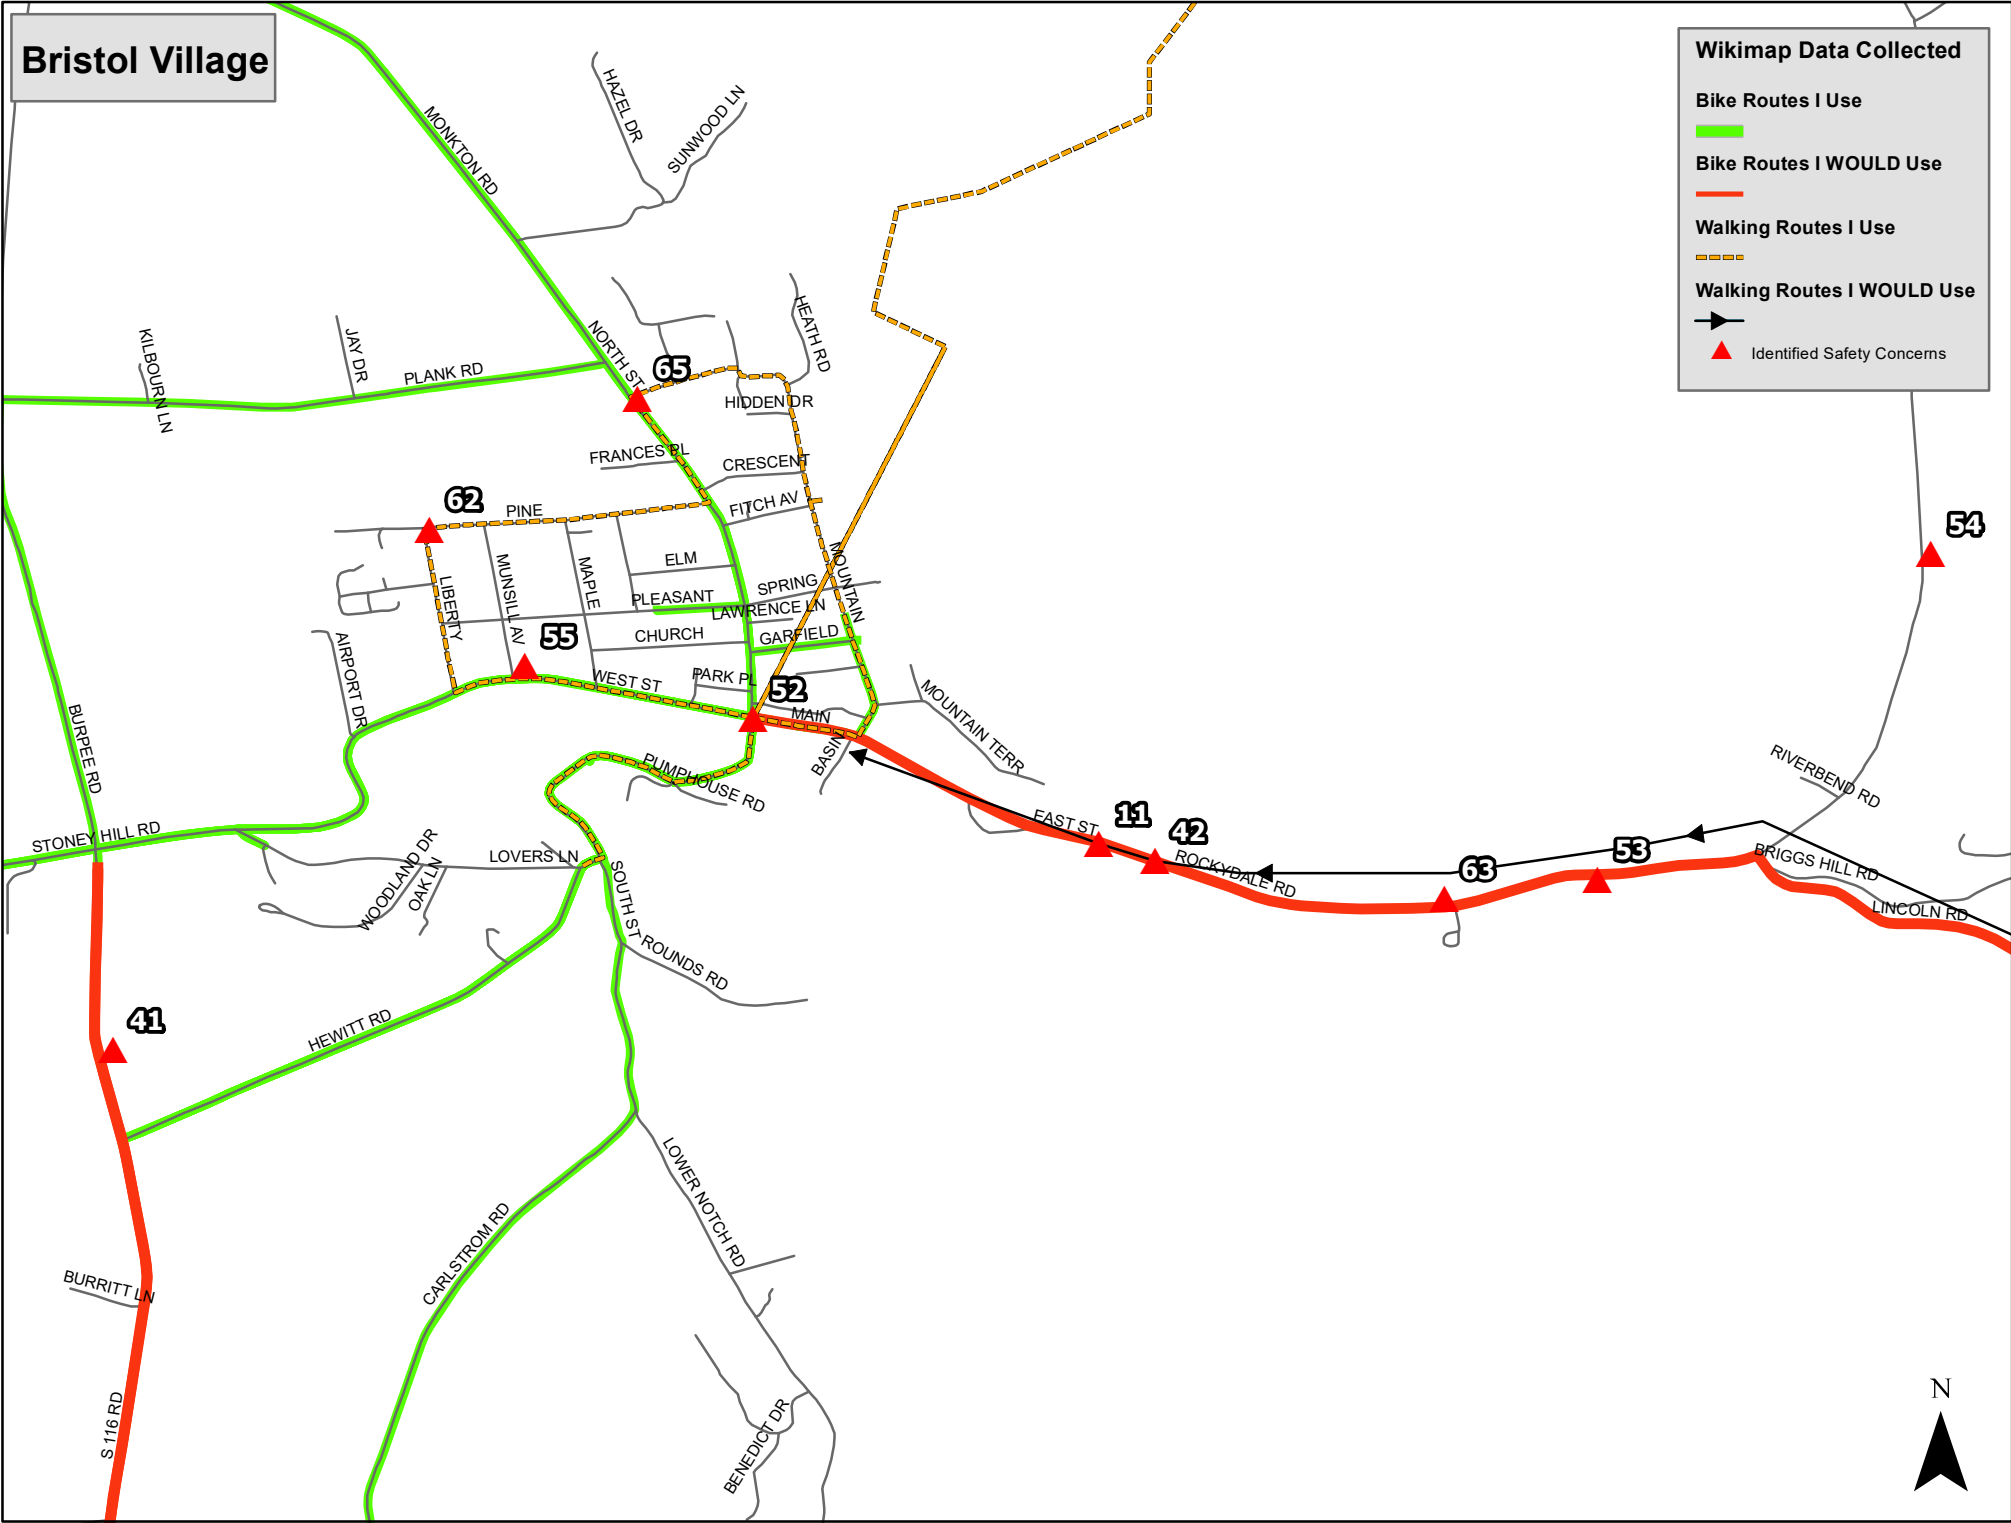 Bristol Village
Wikimap Data Collected
Bike Routes I Use
Bike Routes I WOULD Use
Walking Routes I Use
Walking Routes I WOULD Use
Identified Safety Concerns
HAZEL DR
SUNWOOD LN
MONKTON RD
NORTH ST
HEATH RD
KILBOURN LN
JAY DR
PLANK RD
65
HIDDEN DR
FRANCES PL
CRESCENT
62
PINE
FITCH AV
54
ELM
MUNSILL AV
MAPLE
LIBERTY
PLEASANT
SPRING
MOUNTAIN
LAWRENCE LN
AIRPORT DR
55
CHURCH
GARFIELD
WEST ST
PARK PL
52
MAIN
MOUNTAIN TERR
BURPEE RD
BASIN
PUMPHOUSE RD
RIVERBEND RD
STONEY HILL RD
EAST ST
11
42
ROCKYDALE RD
63
53
BRIGGS HILL RD
LINCOLN RD
WOODLAND DR
OAK LN
LOVERS LN
SOUTH ST
ROUNDS RD
41
HEWITT RD
LOWER NOTCH RD
CARLSTROM RD
BURRITT LN
S 116 RD
BENEDICT DR
N